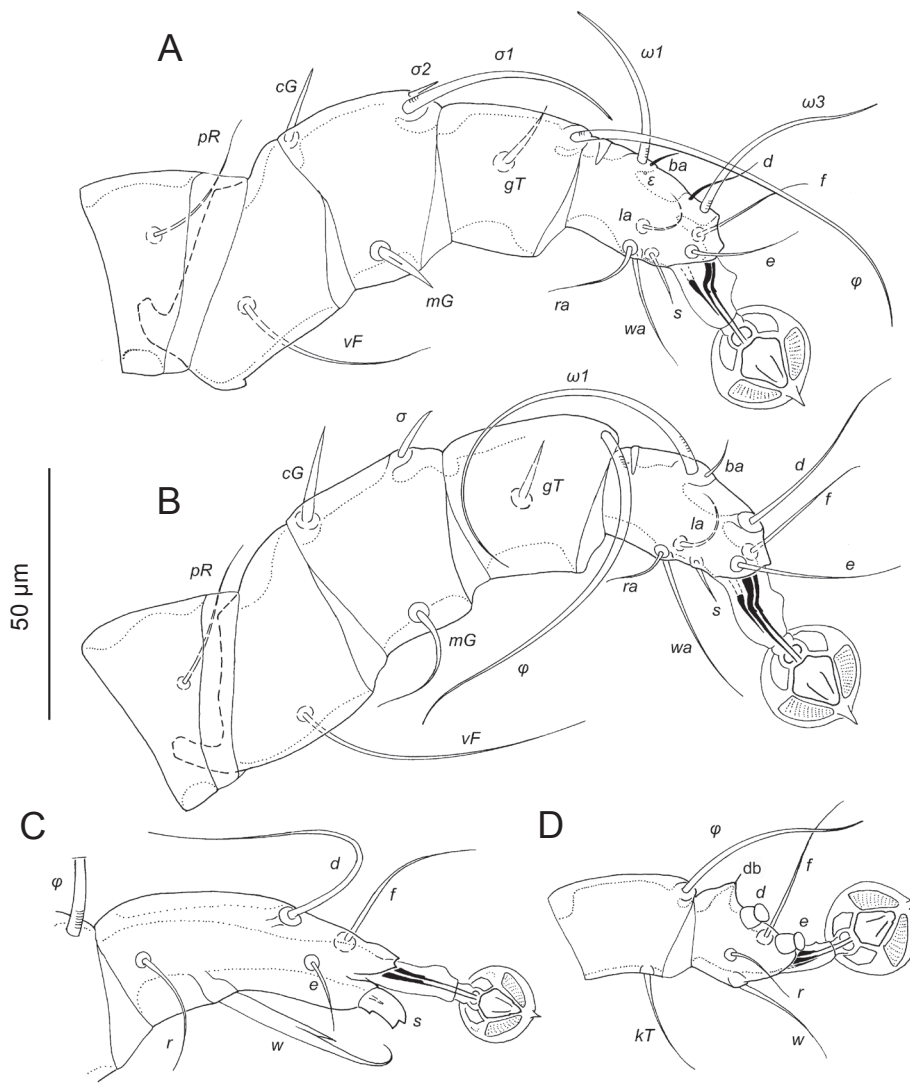 A
cG
σ2
σ1
ω1
ω3
pR
gT
ba
d
ε
f
la
e
φ
mG
ra
wa
s
vF
B
ω1
σ
cG
gT
ba
d
f
la
e
pR
ra
s
mG
wa
φ
vF
50 µm
C
φ
d
f
e
r
w
s
D
φ
db
d
f
e
r
kT
w